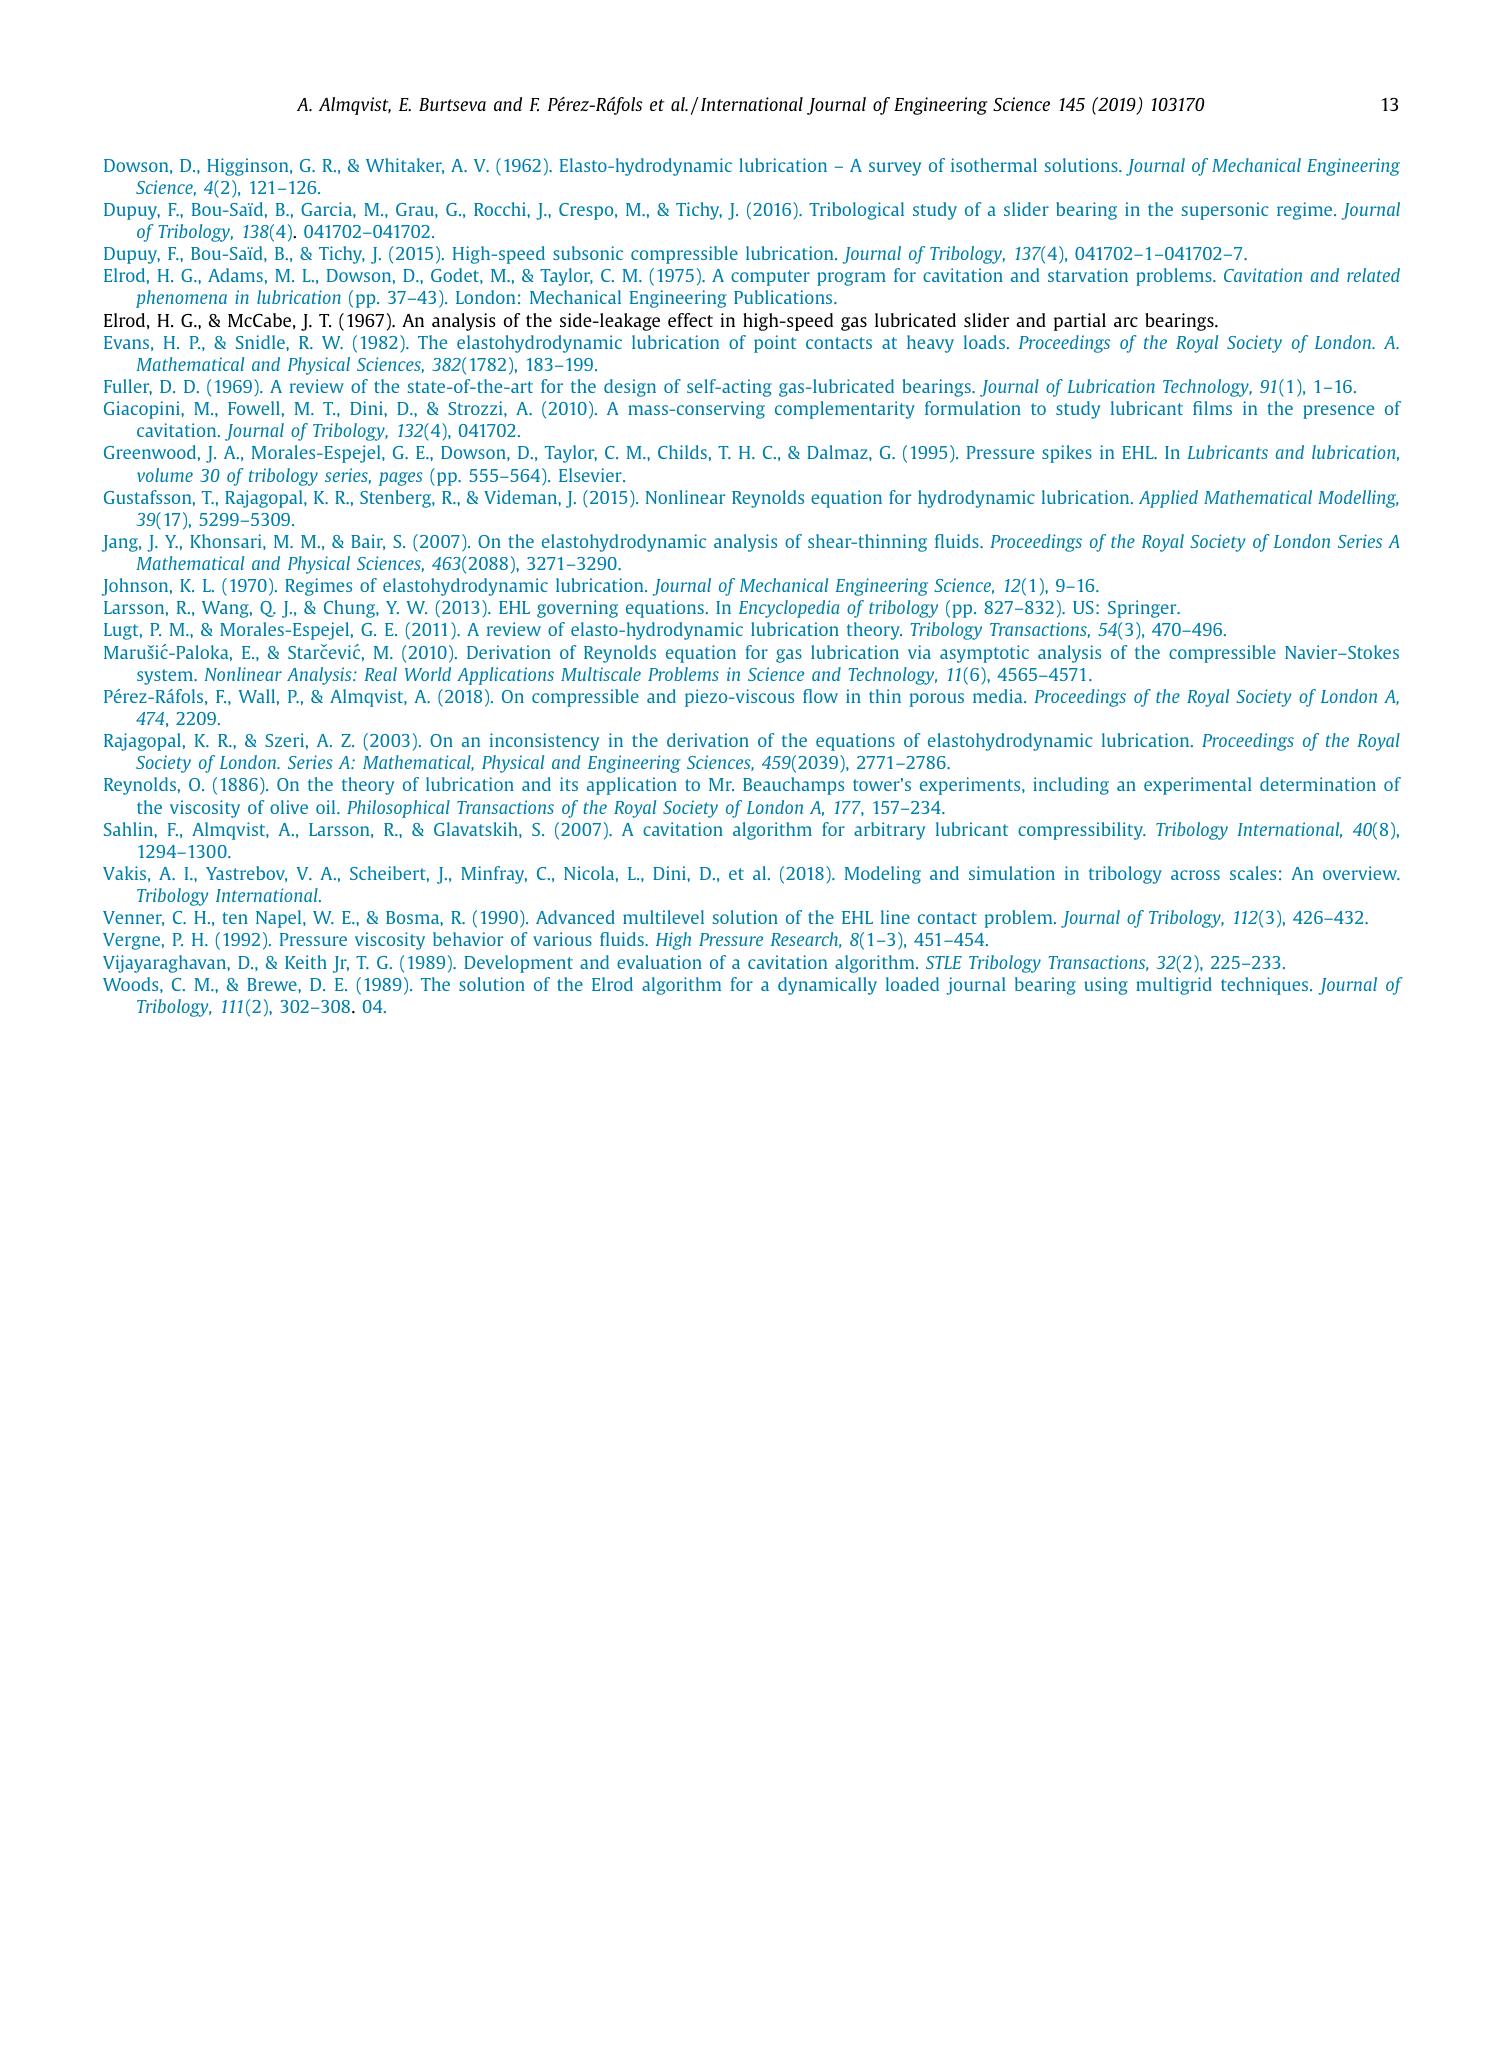 A. Almqvist, E. Burtseva and F. Pérez-Ráfols et al. / International Journal of Engineering Science 145 (2019) 103170 13
Dowson, D., Higginson, G. R., & Whitaker, A. V. (1962). Elasto-hydrodynamic lubrication – A survey of isothermal solutions. Journal of Mechanical Engineering
Science, 4(2), 121–126.
Dupuy, F., Bou-Saïd, B., Garcia, M., Grau, G., Rocchi, J., Crespo, M., & Tichy, J. (2016). Tribological study of a slider bearing in the supersonic regime. Journal
of Tribology, 138(4). 041702–041702.
Dupuy, F., Bou-Saïd, B., & Tichy, J. (2015). High-speed subsonic compressible lubrication. Journal of Tribology, 137(4), 041702–1–041702–7.
Elrod, H. G., Adams, M. L., Dowson, D., Godet, M., & Taylor, C. M. (1975). A computer program for cavitation and starvation problems. Cavitation and related
phenomena in lubrication (pp. 37–43). London: Mechanical Engineering Publications.
Elrod, H. G., & McCabe, J. T. (1967). An analysis of the side-leakage effect in high-speed gas lubricated slider and partial arc bearings.
Evans, H. P., & Snidle, R. W. (1982). The elastohydrodynamic lubrication of point contacts at heavy loads. Proceedings of the Royal Society of London. A.
Mathematical and Physical Sciences, 382(1782), 183–199.
Fuller, D. D. (1969). A review of the state-of-the-art for the design of self-acting gas-lubricated bearings. Journal of Lubrication Technology, 91(1), 1–16.
Giacopini, M., Fowell, M. T., Dini, D., & Strozzi, A. (2010). A mass-conserving complementarity formulation to study lubricant films in the presence of
cavitation. Journal of Tribology, 132(4), 041702.
Greenwood, J. A., Morales-Espejel, G. E., Dowson, D., Taylor, C. M., Childs, T. H. C., & Dalmaz, G. (1995). Pressure spikes in EHL. In Lubricants and lubrication,
volume 30 of tribology series, pages (pp. 555–564). Elsevier.
Gustafsson, T., Rajagopal, K. R., Stenberg, R., & Videman, J. (2015). Nonlinear Reynolds equation for hydrodynamic lubrication. Applied Mathematical Modelling,
39(17), 5299–5309.
Jang, J. Y., Khonsari, M. M., & Bair, S. (2007). On the elastohydrodynamic analysis of shear-thinning fluids. Proceedings of the Royal Society of London Series A
Mathematical and Physical Sciences, 463(2088), 3271–3290.
Johnson, K. L. (1970). Regimes of elastohydrodynamic lubrication. Journal of Mechanical Engineering Science, 12(1), 9–16.
Larsson, R., Wang, Q. J., & Chung, Y. W. (2013). EHL governing equations. In Encyclopedia of tribology (pp. 827–832). US: Springer.
Lugt, P. M., & Morales-Espejel, G. E. (2011). A review of elasto-hydrodynamic lubrication theory. Tribology Transactions, 54(3), 470–496.
Marušić-Paloka, E., & Starčević, M. (2010). Derivation of Reynolds equation for gas lubrication via asymptotic analysis of the compressible Navier–Stokes
system. Nonlinear Analysis: Real World Applications Multiscale Problems in Science and Technology, 11(6), 4565–4571.
Pérez-Ráfols, F., Wall, P., & Almqvist, A. (2018). On compressible and piezo-viscous flow in thin porous media. Proceedings of the Royal Society of London A,
474, 2209.
Rajagopal, K. R., & Szeri, A. Z. (2003). On an inconsistency in the derivation of the equations of elastohydrodynamic lubrication. Proceedings of the Royal
Society of London. Series A: Mathematical, Physical and Engineering Sciences, 459(2039), 2771–2786.
Reynolds, O. (1886). On the theory of lubrication and its application to Mr. Beauchamps tower's experiments, including an experimental determination of
the viscosity of olive oil. Philosophical Transactions of the Royal Society of London A, 177, 157–234.
Sahlin, F., Almqvist, A., Larsson, R., & Glavatskih, S. (2007). A cavitation algorithm for arbitrary lubricant compressibility. Tribology International, 40(8),
1294–1300.
Vakis, A. I., Yastrebov, V. A., Scheibert, J., Minfray, C., Nicola, L., Dini, D., et al. (2018). Modeling and simulation in tribology across scales: An overview.
Tribology International.
Venner, C. H., ten Napel, W. E., & Bosma, R. (1990). Advanced multilevel solution of the EHL line contact problem. Journal of Tribology, 112(3), 426–432.
Vergne, P. H. (1992). Pressure viscosity behavior of various fluids. High Pressure Research, 8(1–3), 451–454.
Vijayaraghavan, D., & Keith Jr, T. G. (1989). Development and evaluation of a cavitation algorithm. STLE Tribology Transactions, 32(2), 225–233.
Woods, C. M., & Brewe, D. E. (1989). The solution of the Elrod algorithm for a dynamically loaded journal bearing using multigrid techniques. Journal of
Tribology, 111(2), 302–308. 04.